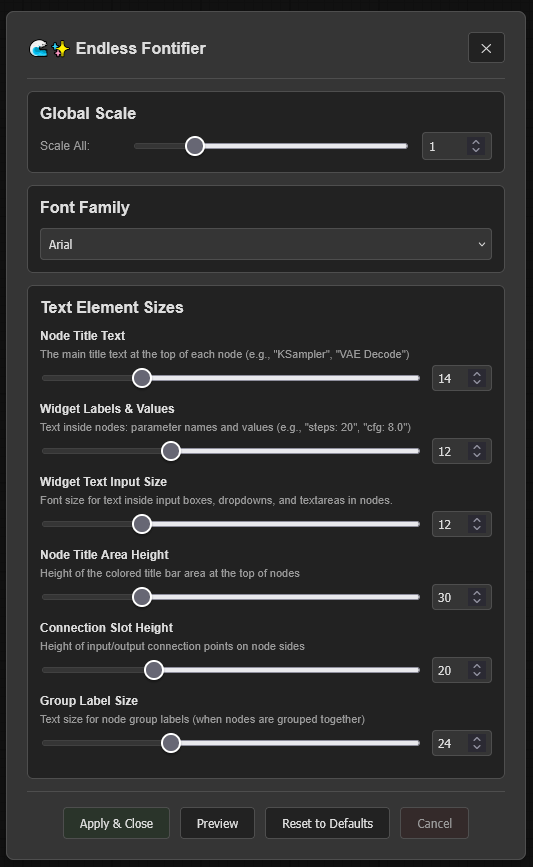 🌊✨ Endless Fontifier
Global Scale
Scale All:
1
Font Family
Arial
Text Element Sizes
Node Title Text
The main title text at the top of each node (e.g., "KSampler", "VAE Decode")
14
Widget Labels & Values
Text inside nodes: parameter names and values (e.g., "steps: 20", "cfg: 8.0")
12
Widget Text Input Size
Font size for text inside input boxes, dropdowns, and textareas in nodes.
12
Node Title Area Height
Height of the colored title bar area at the top of nodes
30
Connection Slot Height
Height of input/output connection points on node sides
20
Group Label Size
Text size for node group labels (when nodes are grouped together)
24
Apply & Close Preview Reset to Defaults Cancel